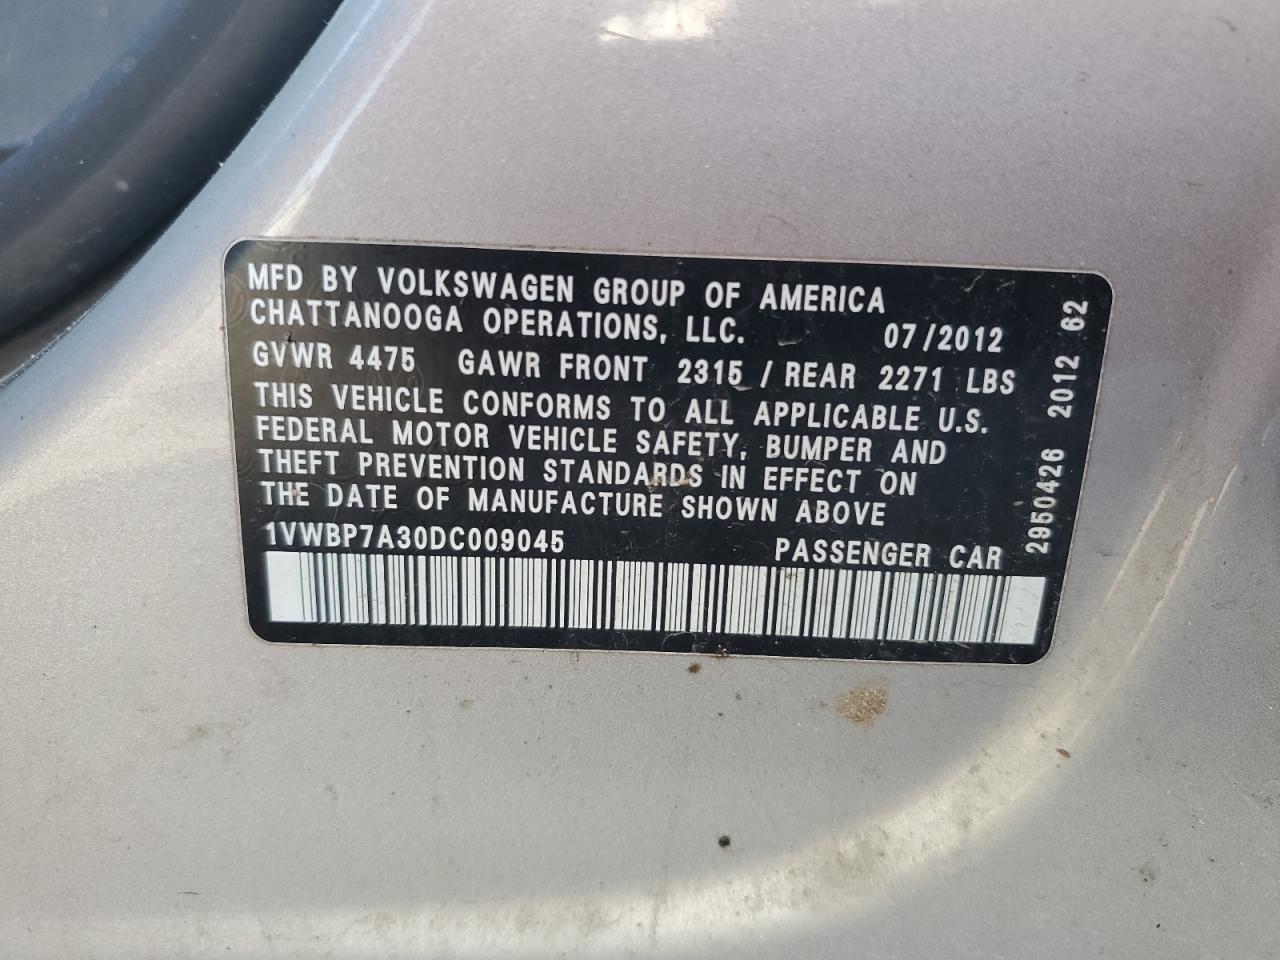 MFD BY VOLKSWAGEN GROUP OF AMERICA
CHATTANOOGA OPERATIONS, LLC. 07/2012
GVWR 4475 GAWR FRONT 2315 / REAR 2271 LBS
THIS VEHICLE CONFORMS TO ALL APPLICABLE U.S.
FEDERAL MOTOR VEHICLE SAFETY, BUMPER AND
THEFT PREVENTION STANDARDS IN EFFECT ON
THE DATE OF MANUFACTURE SHOWN ABOVE
1VWBP7A30DC009045 PASSENGER CAR
2950426 2012 62